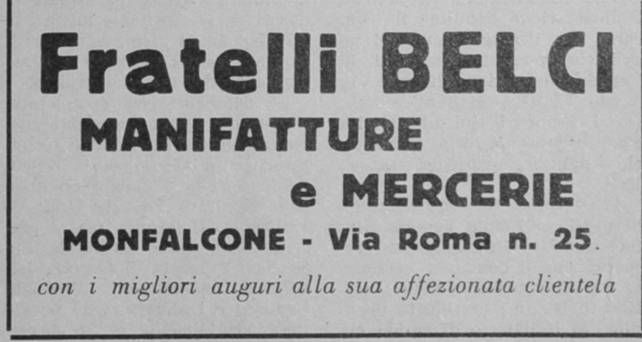 Fratelli BELCI
MANIFATTURE
e MERCERIE
MONFALCONE - Via Roma n. 25.
con i migliori auguri alla sua affezionata clientela